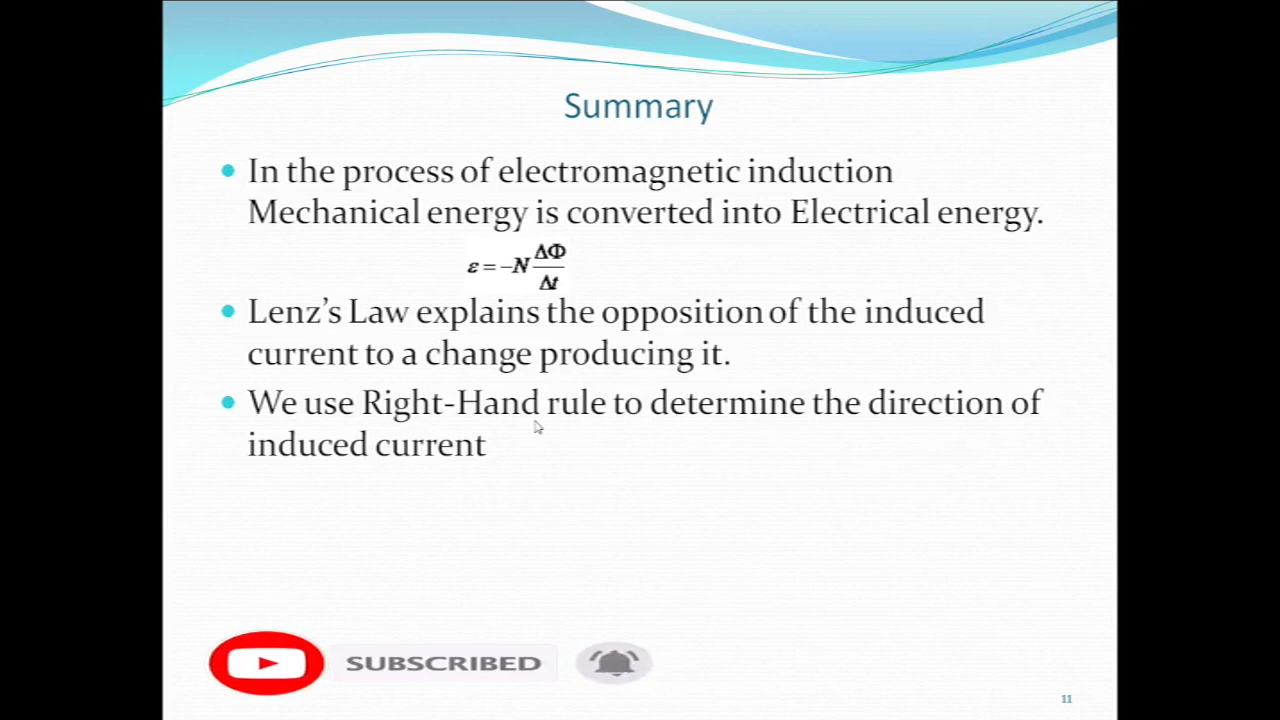 Summary
In the process of electromagnetic induction
Mechanical energy is converted into Electrical energy.
ε = −N ΔΦ/Δt
Lenz’s Law explains the opposition of the induced
current to a change producing it.
We use Right-Hand rule to determine the direction of
induced current
SUBSCRIBED
11